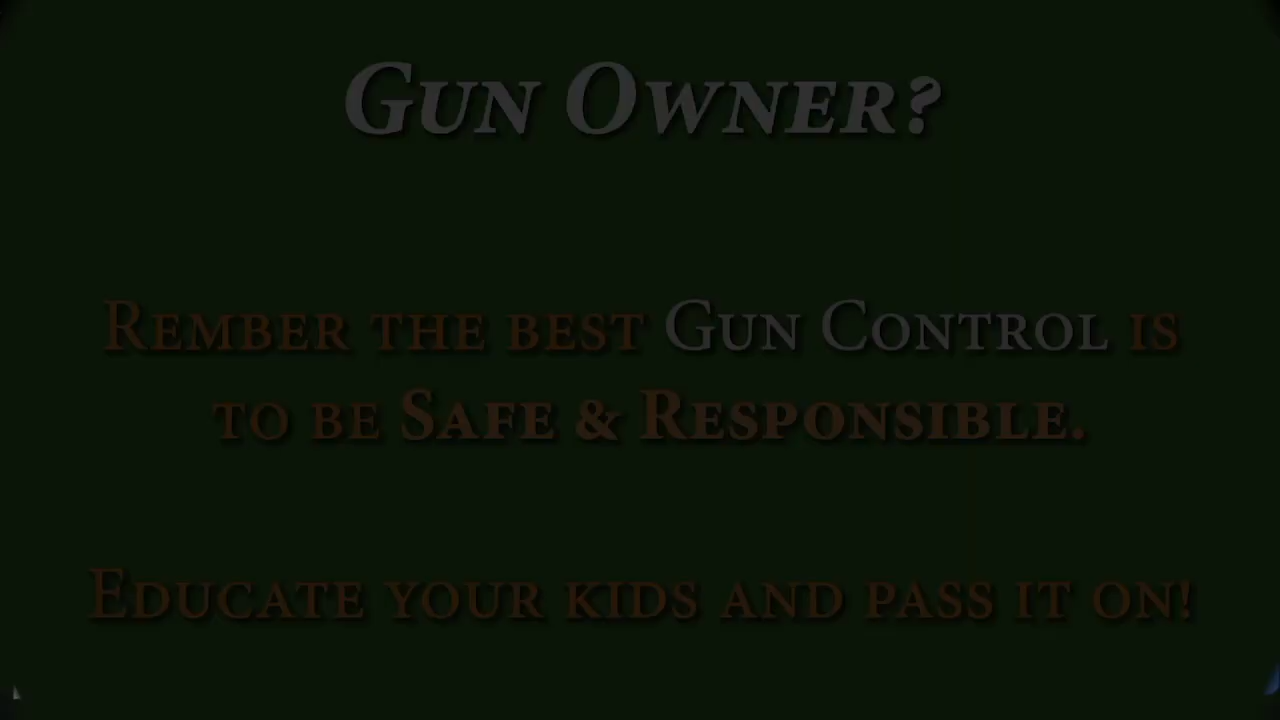 Gun Owner?
Rember the best Gun Control is
to be Safe & Responsible.
Educate your kids and pass it on!